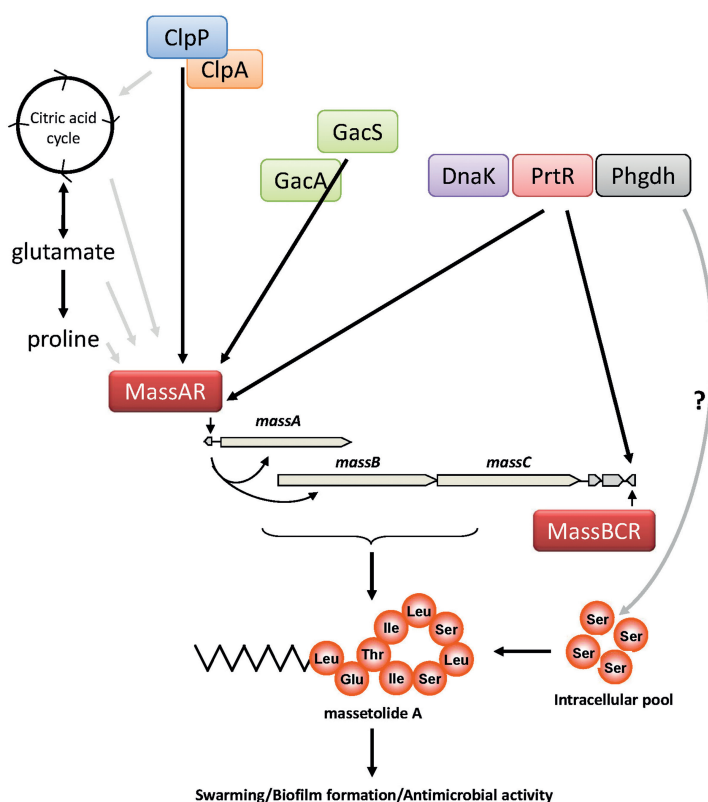 ClpP
ClpA
Citric acid
cycle
GacS
GacA
DnaK
PrtR
Phgdh
glutamate
proline
MassAR
?
massA
massB
massC
MassBCR
Leu
Ile
Ser
Thr
Leu
Leu
Glu
Ile
Ser
Ser
Ser
Ser
Ser
massetolide A
Intracellular pool
Swarming/Biofilm formation/Antimicrobial activity